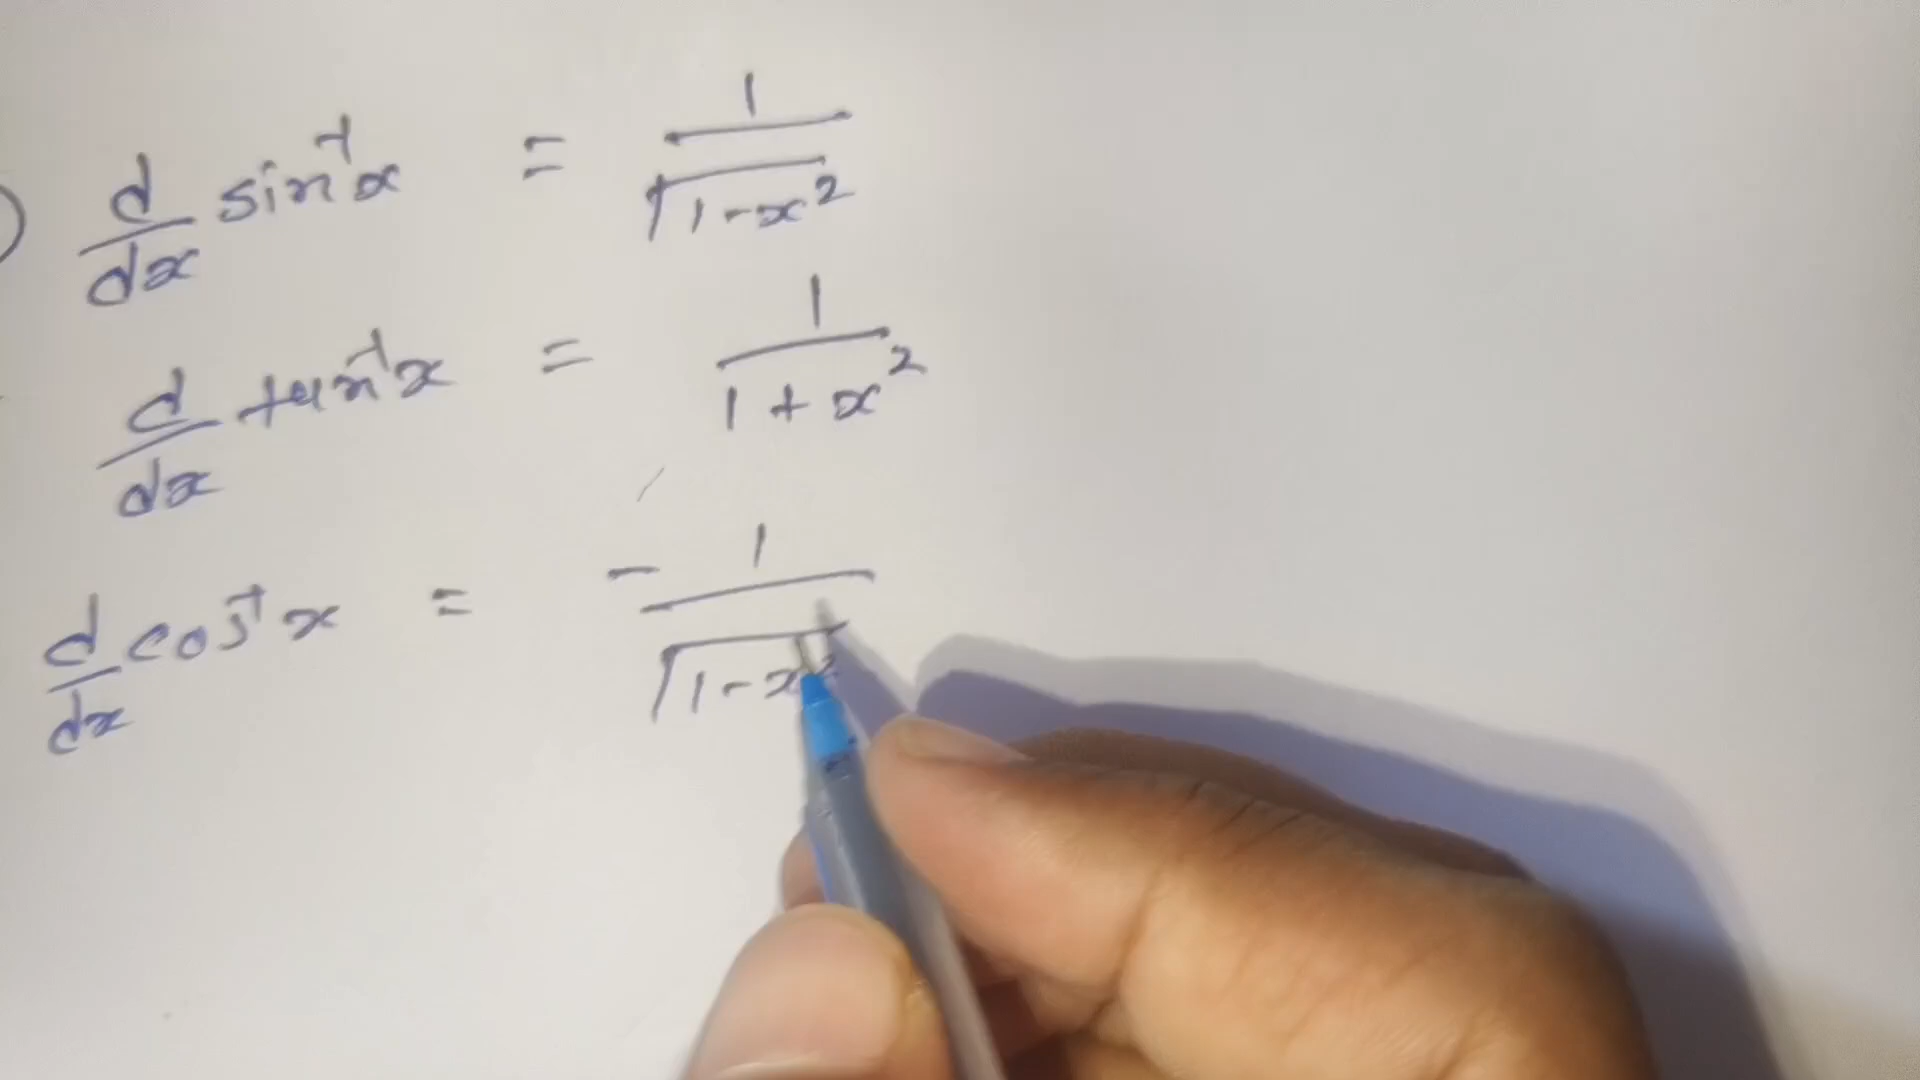 d/dx sin⁻¹x = 1/√(1-x²)
d/dx tan⁻¹x = 1/(1+x²)
d/dx cos⁻¹x = -1/√(1-x²)